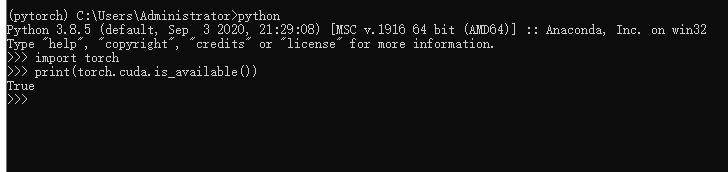 (pytorch) C:\Users\Administrator>python
Python 3.8.5 (default, Sep  3 2020, 21:29:08) [MSC v.1916 64 bit (AMD64)] :: Anaconda, Inc. on win32
Type "help", "copyright", "credits" or "license" for more information.
>>> import torch
>>> print(torch.cuda.is_available())
True
>>>